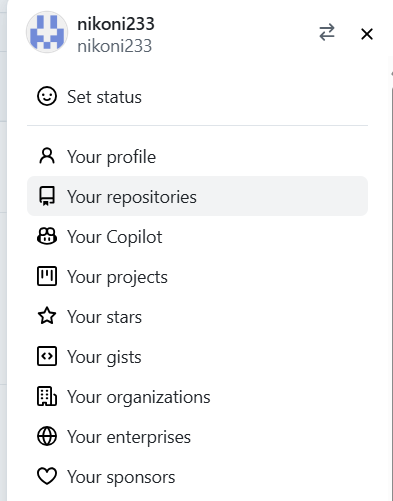 nikoni233
nikoni233
Set status
Your profile
Your repositories
Your Copilot
Your projects
Your stars
Your gists
Your organizations
Your enterprises
Your sponsors